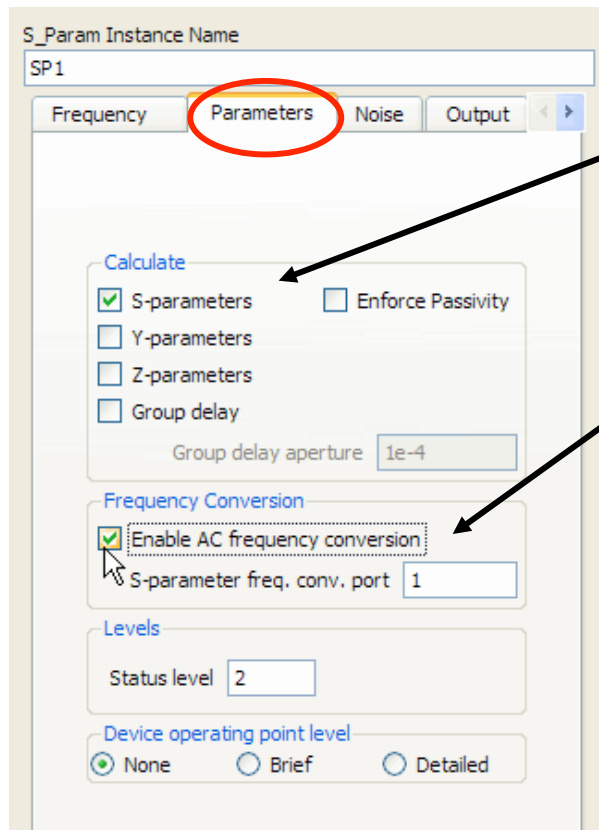 S_Param Instance Name
SP1
Frequency Parameters Noise Output
Calculate
S-parameters Enforce Passivity
Y-parameters
Z-parameters
Group delay
Group delay aperture 1e-4
Frequency Conversion
Enable AC frequency conversion
S-parameter freq. conv. port 1
Levels
Status level 2
Device operating point level
None Brief Detailed